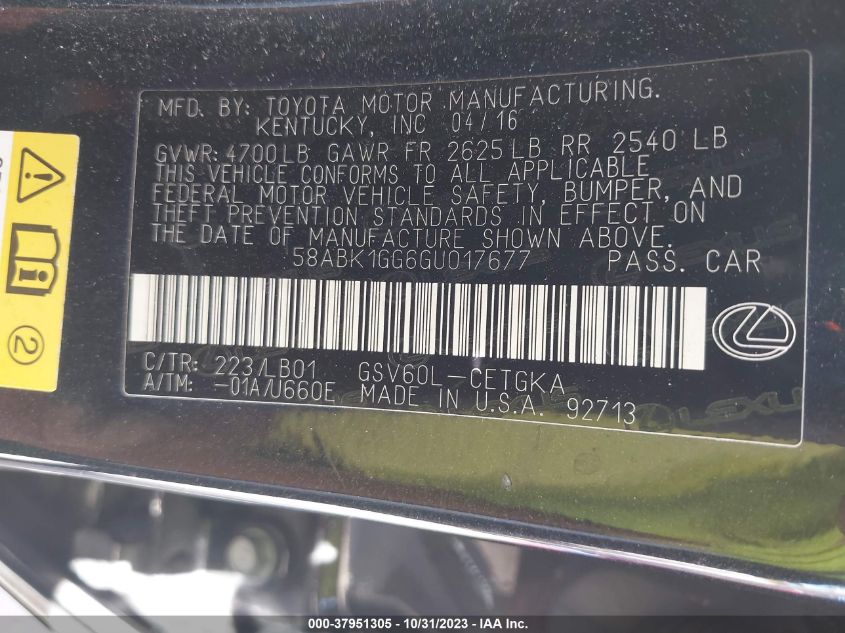 MFD. BY: TOYOTA MOTOR MANUFACTURING.
KENTUCKY, INC 04/16
GVWR: 4700LB GAWR FR 2625LB RR 2540 LB
THIS VEHICLE CONFORMS TO ALL APPLICABLE
FEDERAL MOTOR VEHICLE SAFETY, BUMPER, AND
THEFT PREVENTION STANDARDS IN EFFECT ON
THE DATE OF MANUFACTURE SHOWN ABOVE.
58ABK1GG6GU017677 PASS. CAR
C/TR: 223/LB01 GSV60L-CETGKA
A/TM: -01A/U660E MADE IN U.S.A. 92713
LEXUS
2
000-37951305 - 10/31/2023 - IAA Inc.